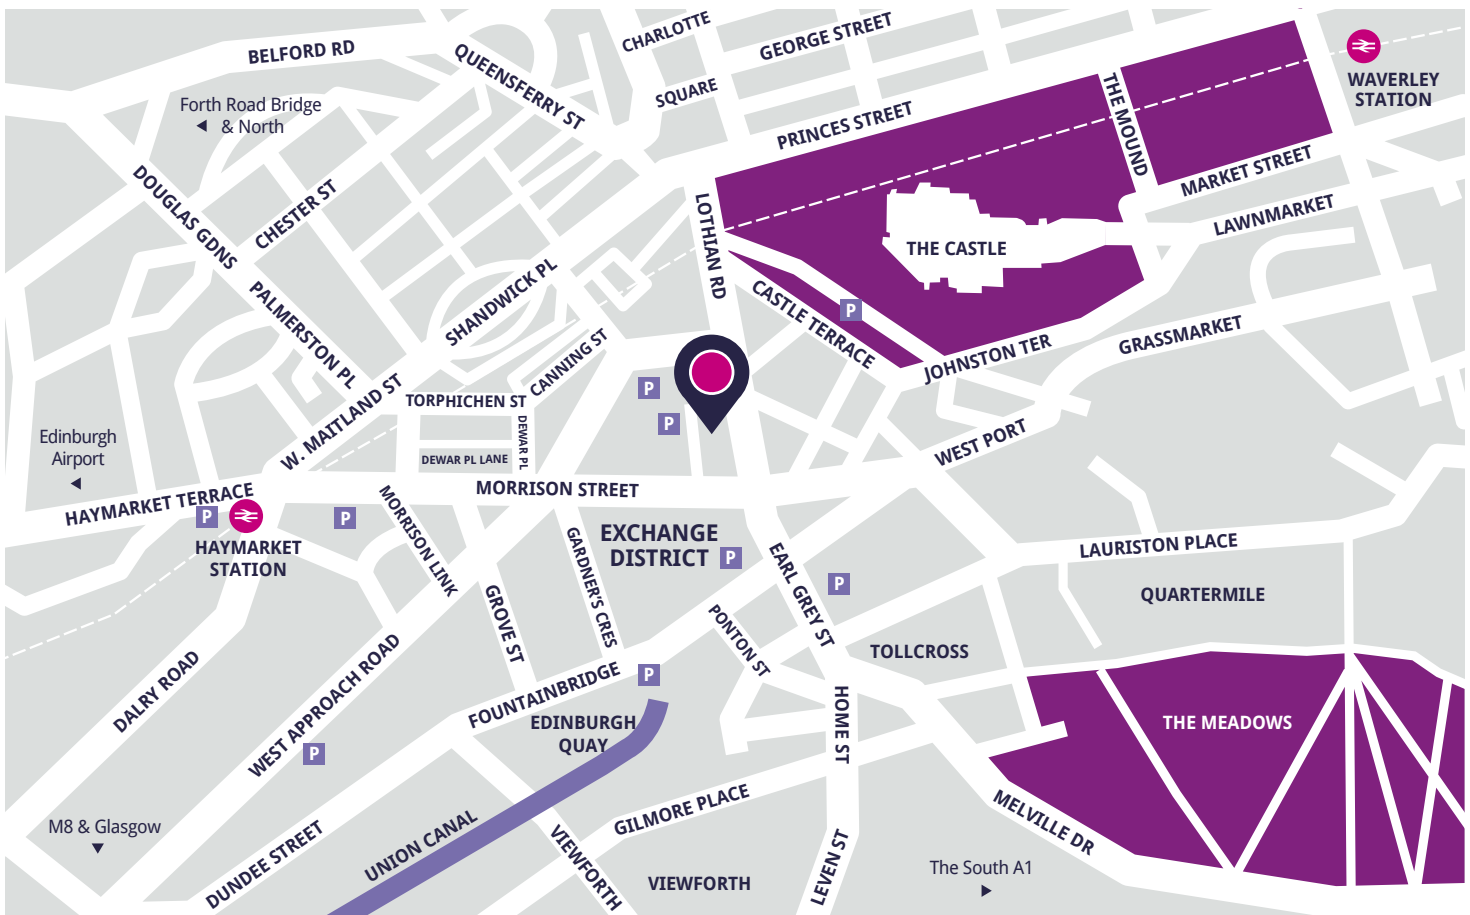 BELFORD RD
QUEENSFERRY ST
CHARLOTTE
SQUARE
GEORGE STREET
PRINCES STREET
THE MOUND
WAVERLEY
STATION
Forth Road Bridge
& North
DOUGLAS GDNS
CHESTER ST
PALMERSTON PL
SHANDWICK PL
LOTHIAN RD
THE CASTLE
MARKET STREET
LAWNMARKET
CASTLE TERRACE
P
JOHNSTON TER
GRASSMARKET
CANNING ST
W. MAITLAND ST
TORPHICHEN ST
DEWAR PL
DEWAR PL LANE
P
P
WEST PORT
Edinburgh
Airport
HAYMARKET TERRACE
P
P
HAYMARKET
STATION
MORRISON STREET
MORRISON LINK
GARDNER'S CRES
EXCHANGE
DISTRICT
P
EARL GREY ST
P
LAURISTON PLACE
QUARTERMILE
GROVE ST
PONTON ST
TOLLCROSS
DALRY ROAD
WEST APPROACH ROAD
P
FOUNTAINBRIDGE
P
EDINBURGH
QUAY
HOME ST
THE MEADOWS
M8 & Glasgow
DUNDEE STREET
UNION CANAL
VIEWFORTH
GILMORE PLACE
VIEWFORTH
LEVEN ST
MELVILLE DR
The South A1